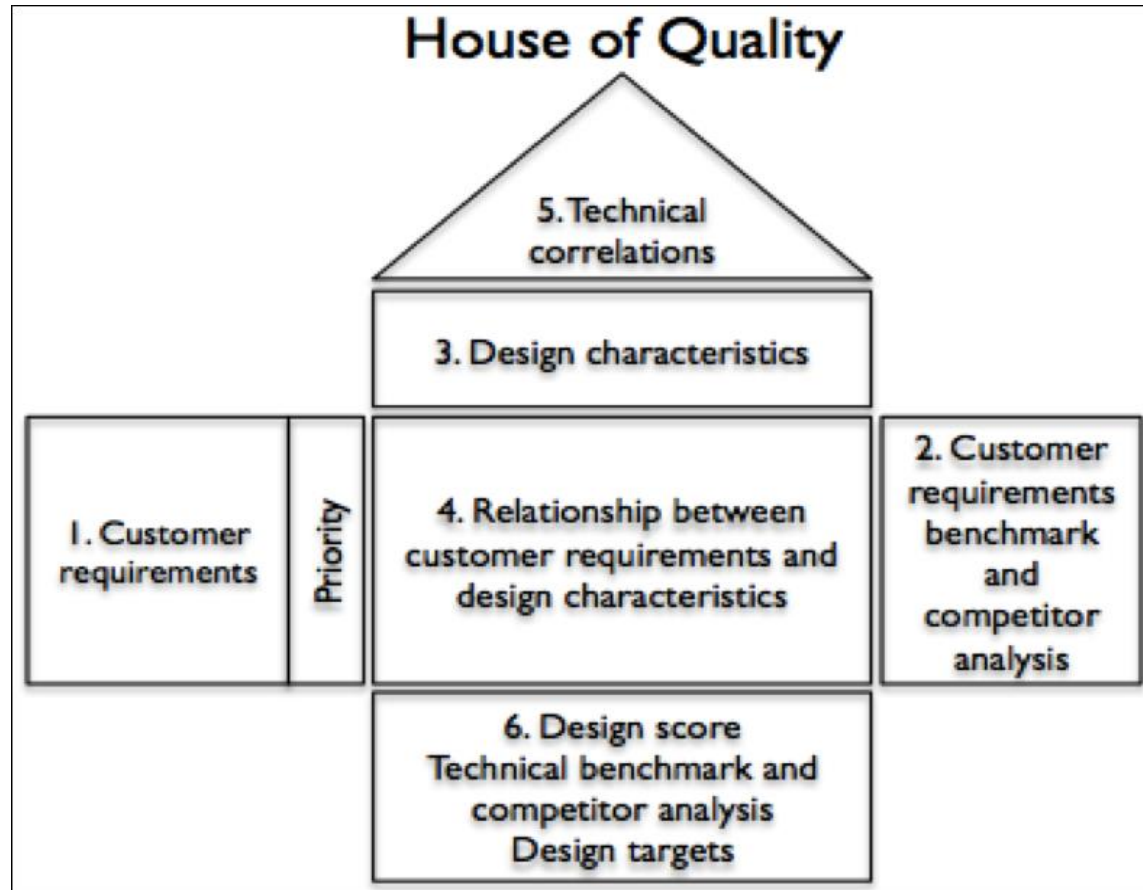 House of Quality
5. Technical
correlations
3. Design characteristics
1. Customer
requirements
Priority
4. Relationship between
customer requirements and
design characteristics
2. Customer
requirements
benchmark
and
competitor
analysis
6. Design score
Technical benchmark and
competitor analysis
Design targets